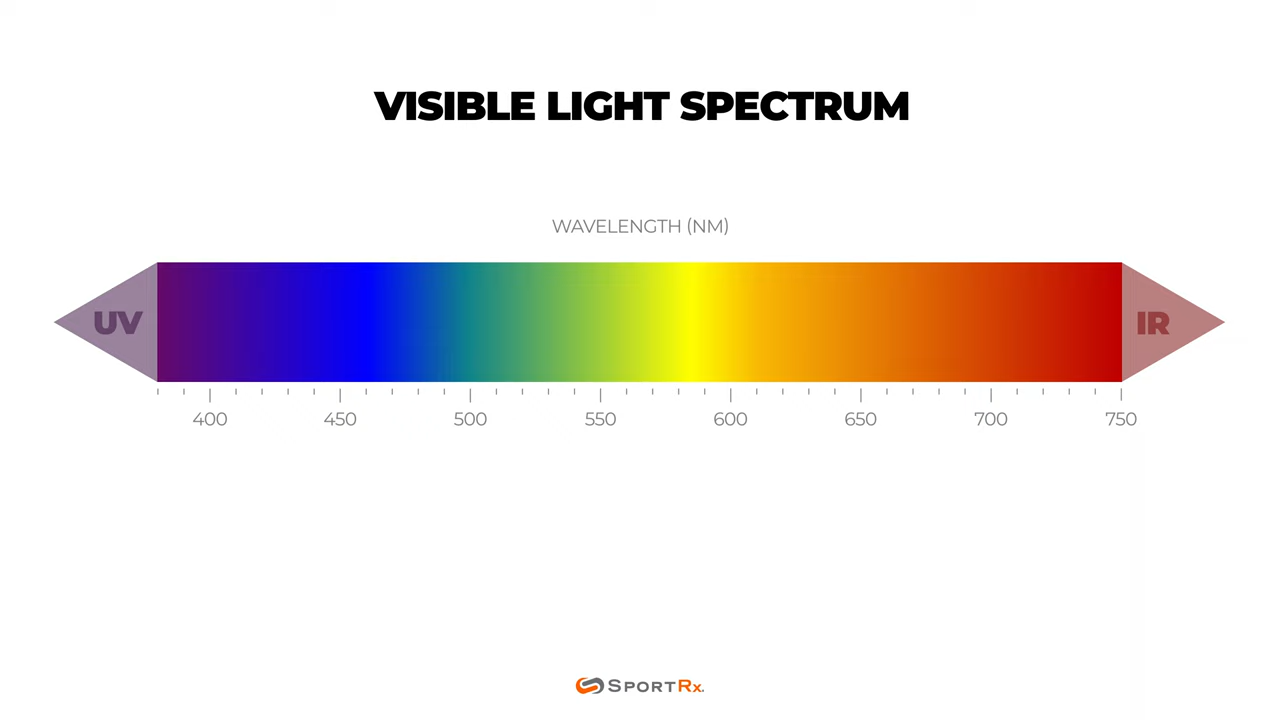 VISIBLE LIGHT SPECTRUM
WAVELENGTH (NM)
UV
IR
400 450 500 550 600 650 700 750
SPORTRx.